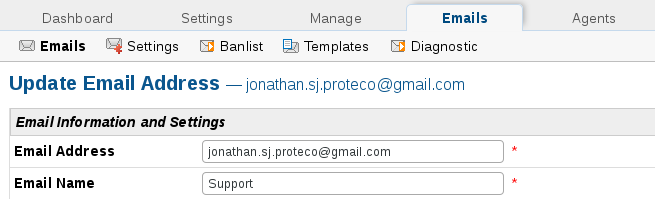 Dashboard Settings Manage Emails Agents
Emails Settings Banlist Templates Diagnostic
Update Email Address — jonathan.sj.proteco@gmail.com
Email Information and Settings
Email Address jonathan.sj.proteco@gmail.com *
Email Name Support *